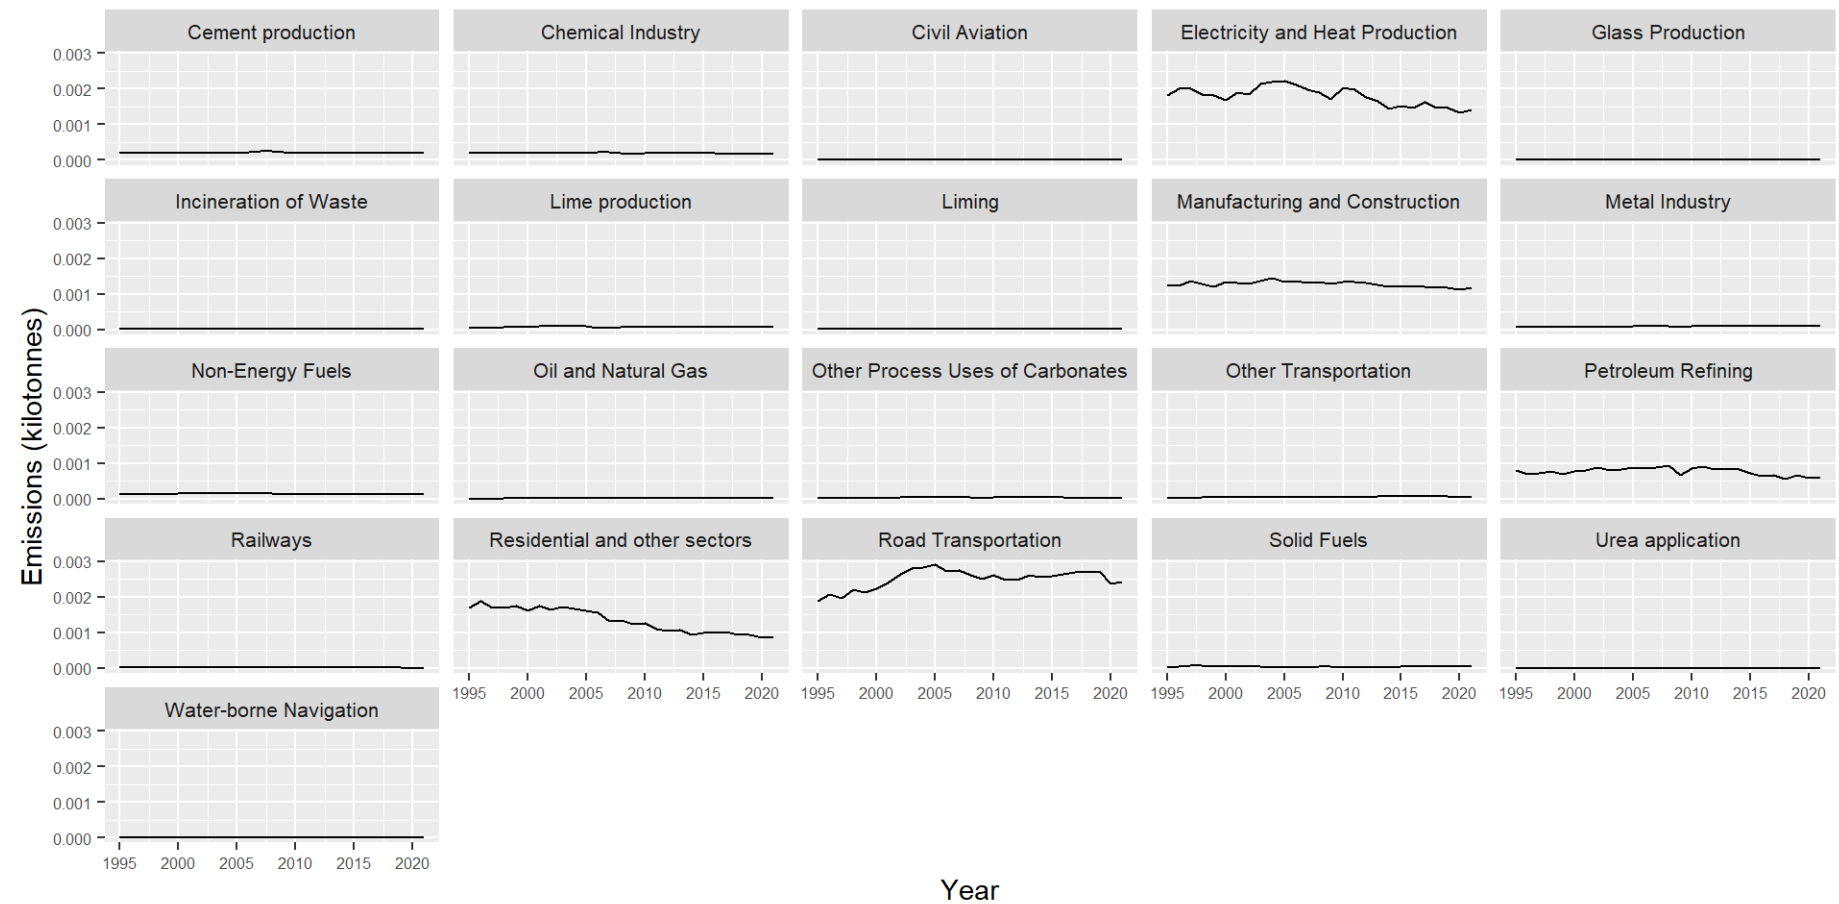 Cement production
Chemical Industry
Civil Aviation
Electricity and Heat Production
Glass Production
0.003
0.002
0.001
0.000
Incineration of Waste
Lime production
Liming
Manufacturing and Construction
Metal Industry
0.003
0.002
0.001
0.000
Non-Energy Fuels
Oil and Natural Gas
Other Process Uses of Carbonates
Other Transportation
Petroleum Refining
0.003
0.002
0.001
0.000
Railways
Residential and other sectors
Road Transportation
Solid Fuels
Urea application
0.003
0.002
0.001
0.000
1995 2000 2005 2010 2015 2020
1995 2000 2005 2010 2015 2020
1995 2000 2005 2010 2015 2020
1995 2000 2005 2010 2015 2020
Water-borne Navigation
0.003
0.002
0.001
0.000
1995 2000 2005 2010 2015 2020
Year
Emissions (kilotonnes)